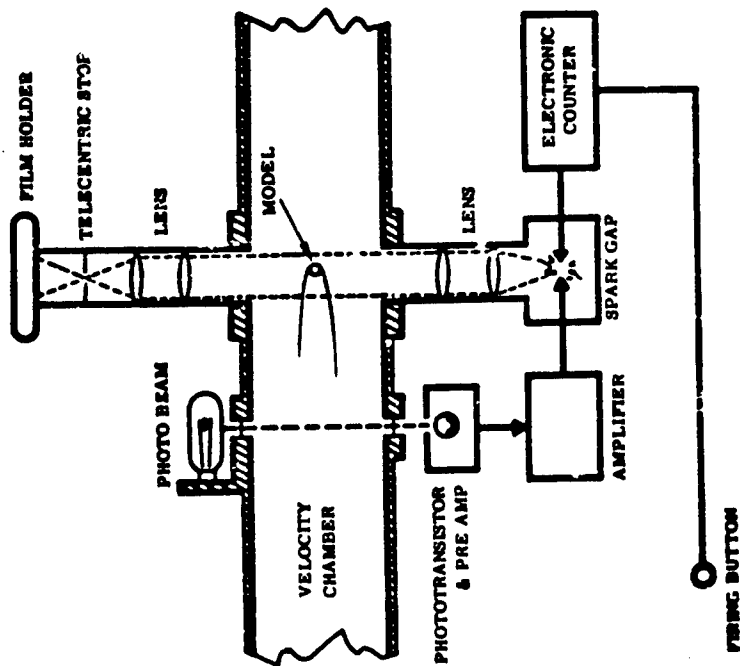 FILM HOLDER
TELECENTRIC STOP
LENS
MODEL
PHOTO BEAM
VELOCITY
CHAMBER
LENS
ELECTRONIC
COUNTER
SPARK GAP
PHOTOTRANSISTOR
& PRE AMP
AMPLIFIER
FIRING BUTTON